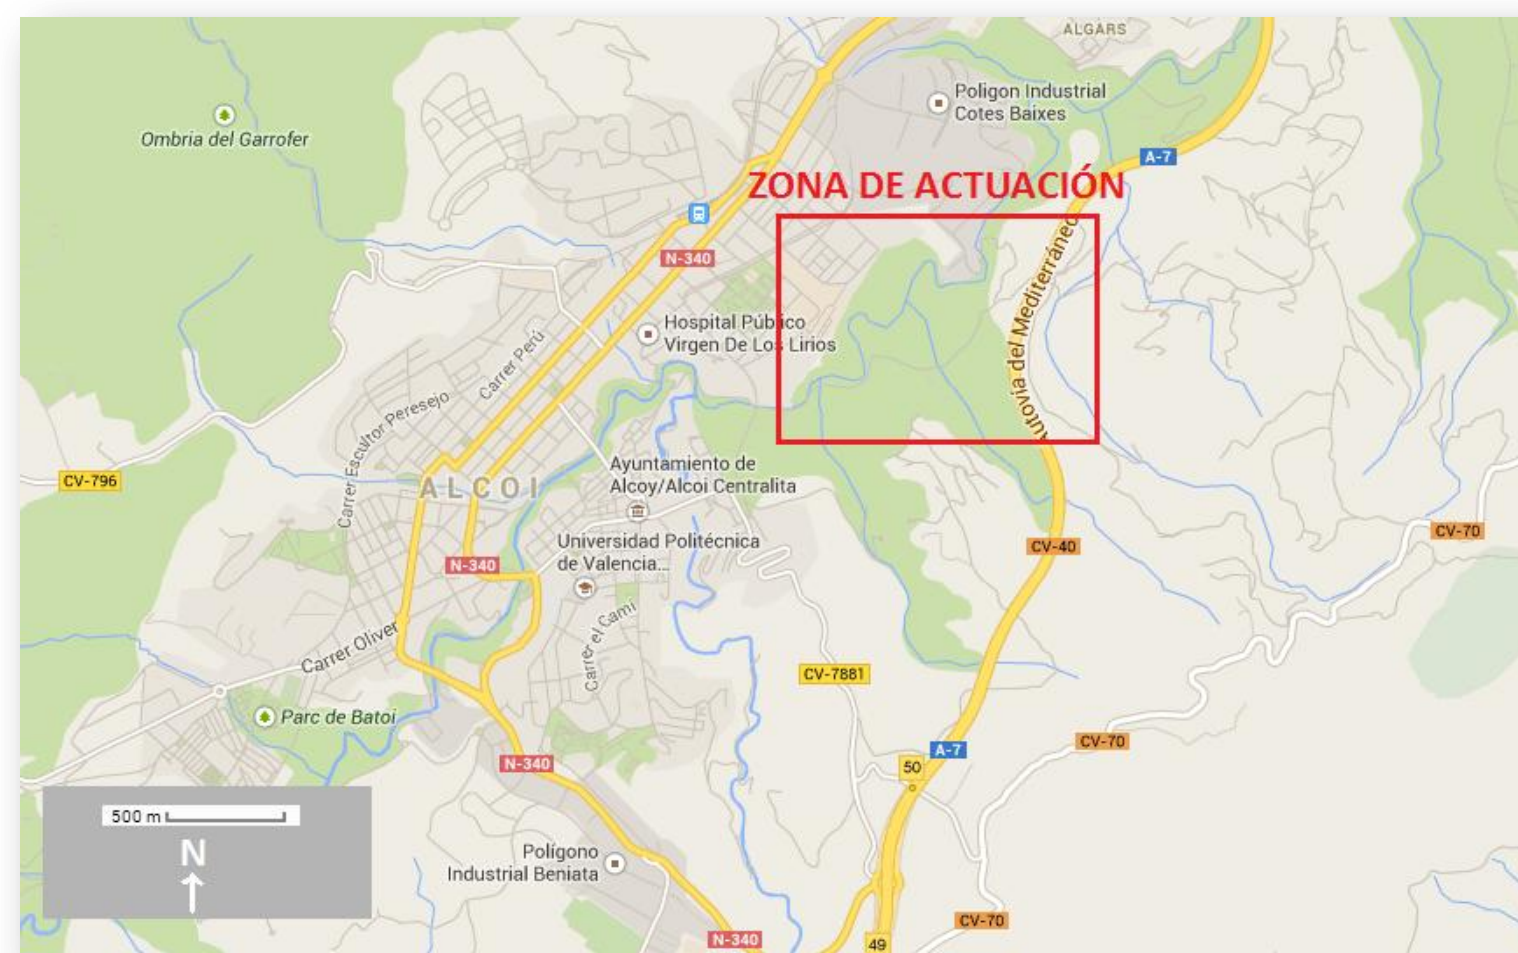 ALGARS
Poligon Industrial
Cotes Baixes
Ombria del Garrofer
A-7
ZONA DE ACTUACIÓN
N-340
Autovia del Mediterráneo
Hospital Público
Virgen De Los Lirios
Carrer Perú
Carrer Escultor Peresejo
Ayuntamiento de
Alcoy/Alcoi Centralita
CV-796
ALCOI
CV-70
Universidad Politécnica
de Valencia...
CV-40
N-340
Carrer el Cami
Carrer Oliver
CV-7881
Parc de Batoi
CV-70
A-7
N-340
50
500 m
N
Polígono
Industrial Beniata
CV-70
N-340
49